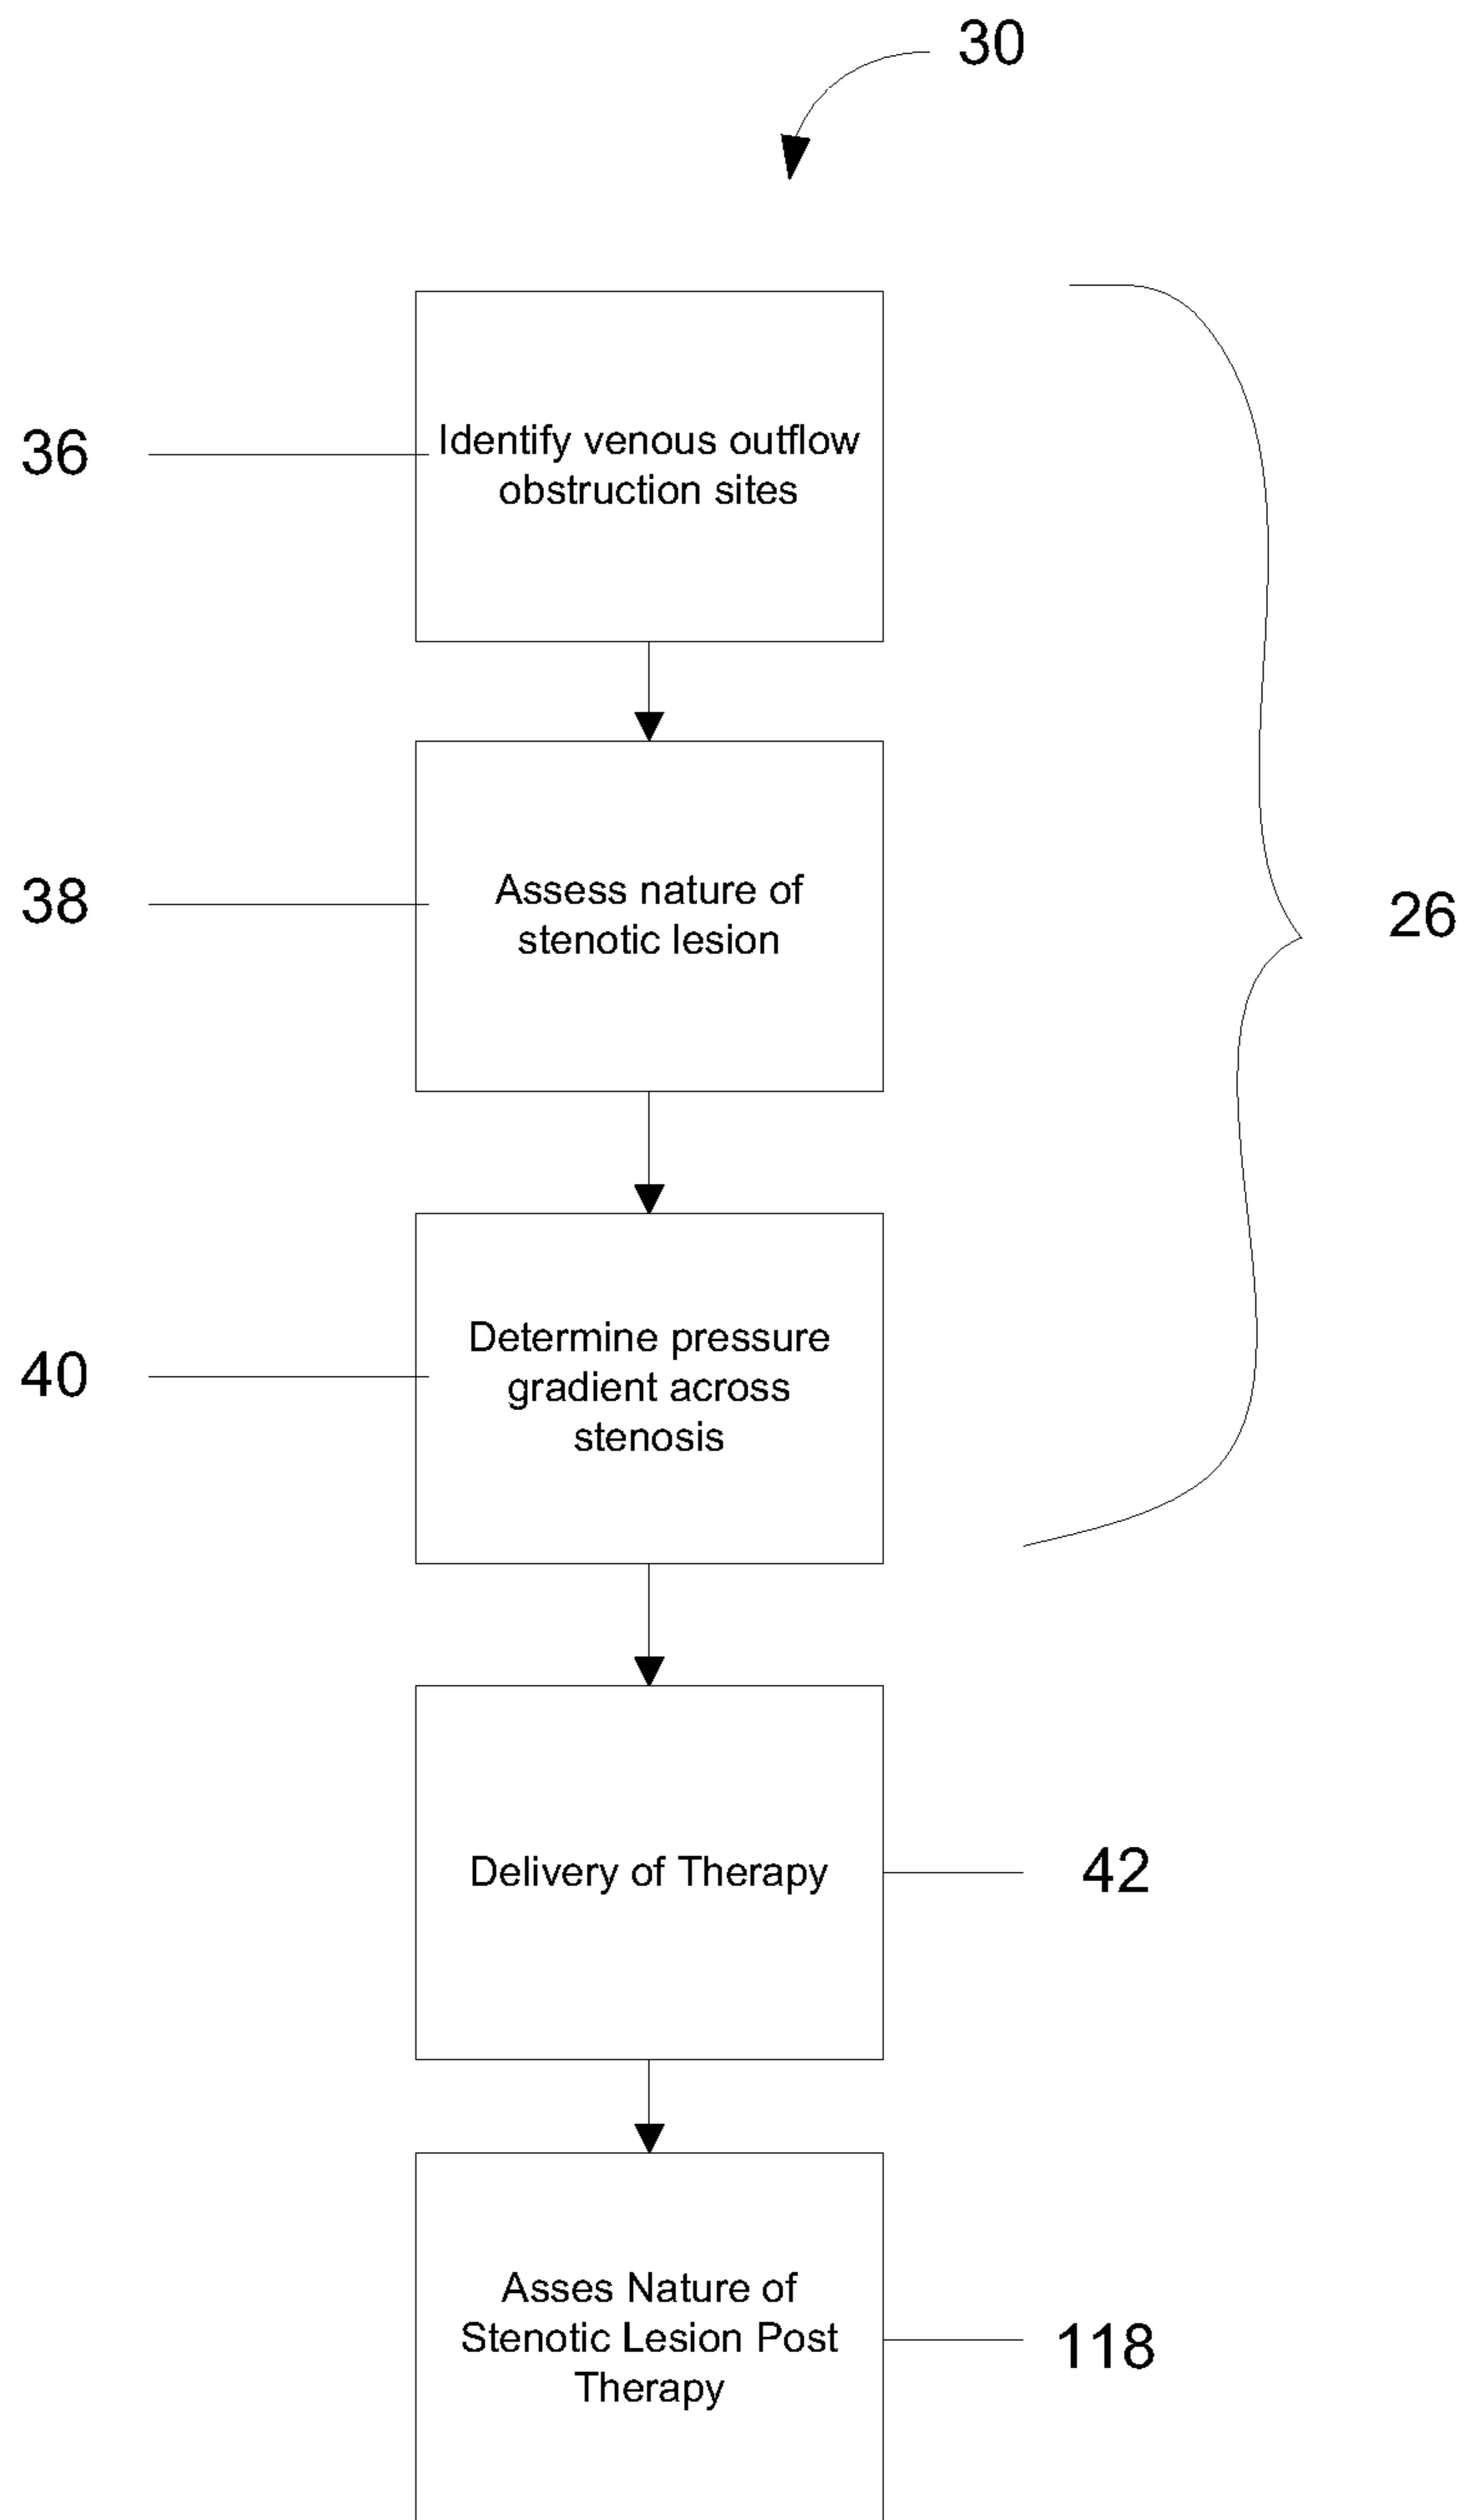 30
36
Identify venous outflow
obstruction sites
38
Assess nature of
stenotic lesion
26
40
Determine pressure
gradient across
stenosis
Delivery of Therapy
42
Asses Nature of
Stenotic Lesion Post
Therapy
118